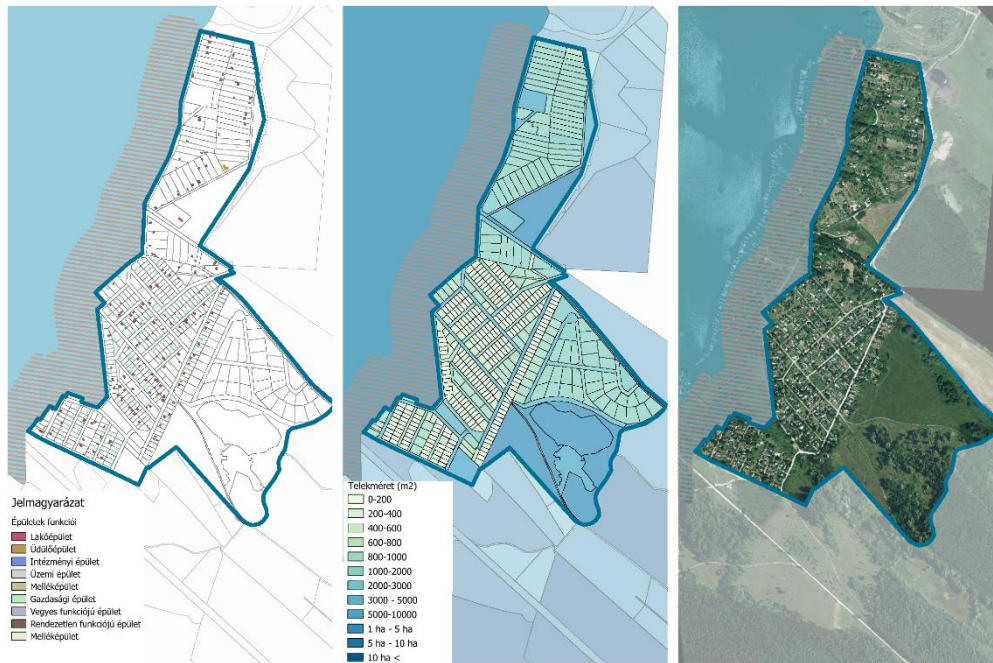 Jelmagyarázat
Épületek funkciói
Lakóépület
Üdülőépület
Intézményi épület
Üzemi épület
Melléképület
Gazdasági épület
Vegyes funkciójú épület
Rendezetlen funkciójú épület
Melléképület
Telekméret (m2)
0-200
200-400
400-600
600-800
800-1000
1000-2000
2000-3000
3000 - 5000
5000-10000
1 ha - 5 ha
5 ha - 10 ha
10 ha <